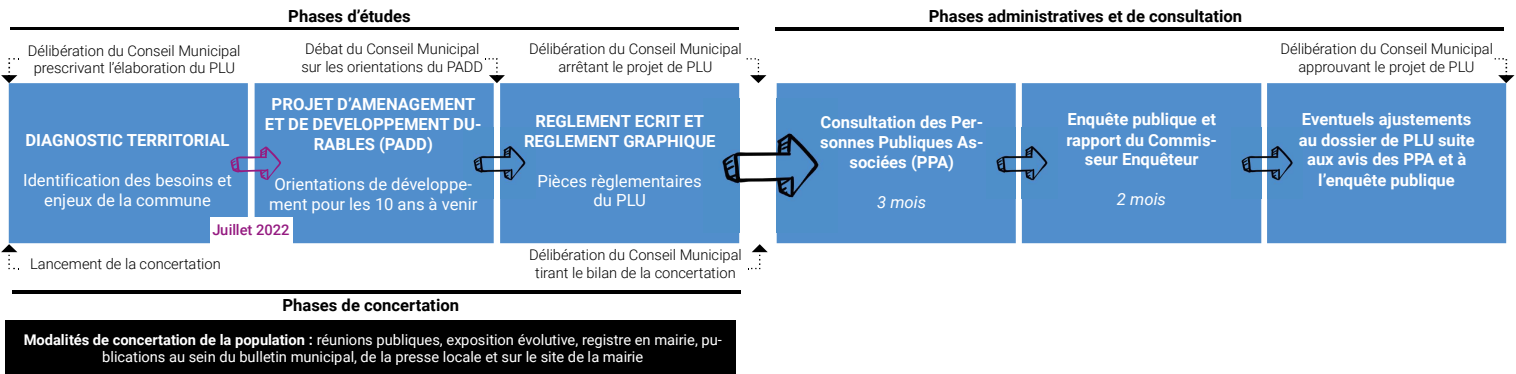 Phases d'études
Phases administratives et de consultation
Délibération du Conseil Municipal
prescrivant l'élaboration du PLU
Débat du Conseil Municipal
sur les orientations du PADD
Délibération du Conseil Municipal
arrêtant le projet de PLU
Délibération du Conseil Municipal
approuvant le projet de PLU
DIAGNOSTIC TERRITORIAL
Identification des besoins et
enjeux de la commune
PROJET D'AMENAGEMENT
ET DE DEVELOPPEMENT DU-
RABLES (PADD)
Orientations de développe-
ment pour les 10 ans à venir
REGLEMENT ECRIT ET
REGLEMENT GRAPHIQUE
Pièces règlementaires
du PLU
Consultation des Per-
sonnes Publiques As-
sociées (PPA)
3 mois
Enquête publique et
rapport du Commis-
seur Enquêteur
2 mois
Eventuels ajustements
au dossier de PLU suite
aux avis des PPA et à
l'enquête publique
Juillet 2022
Lancement de la concertation
Délibération du Conseil Municipal
tirant le bilan de la concertation
Phases de concertation
Modalités de concertation de la population : réunions publiques, exposition évolutive, registre en mairie, pu-
blications au sein du bulletin municipal, de la presse locale et sur le site de la mairie